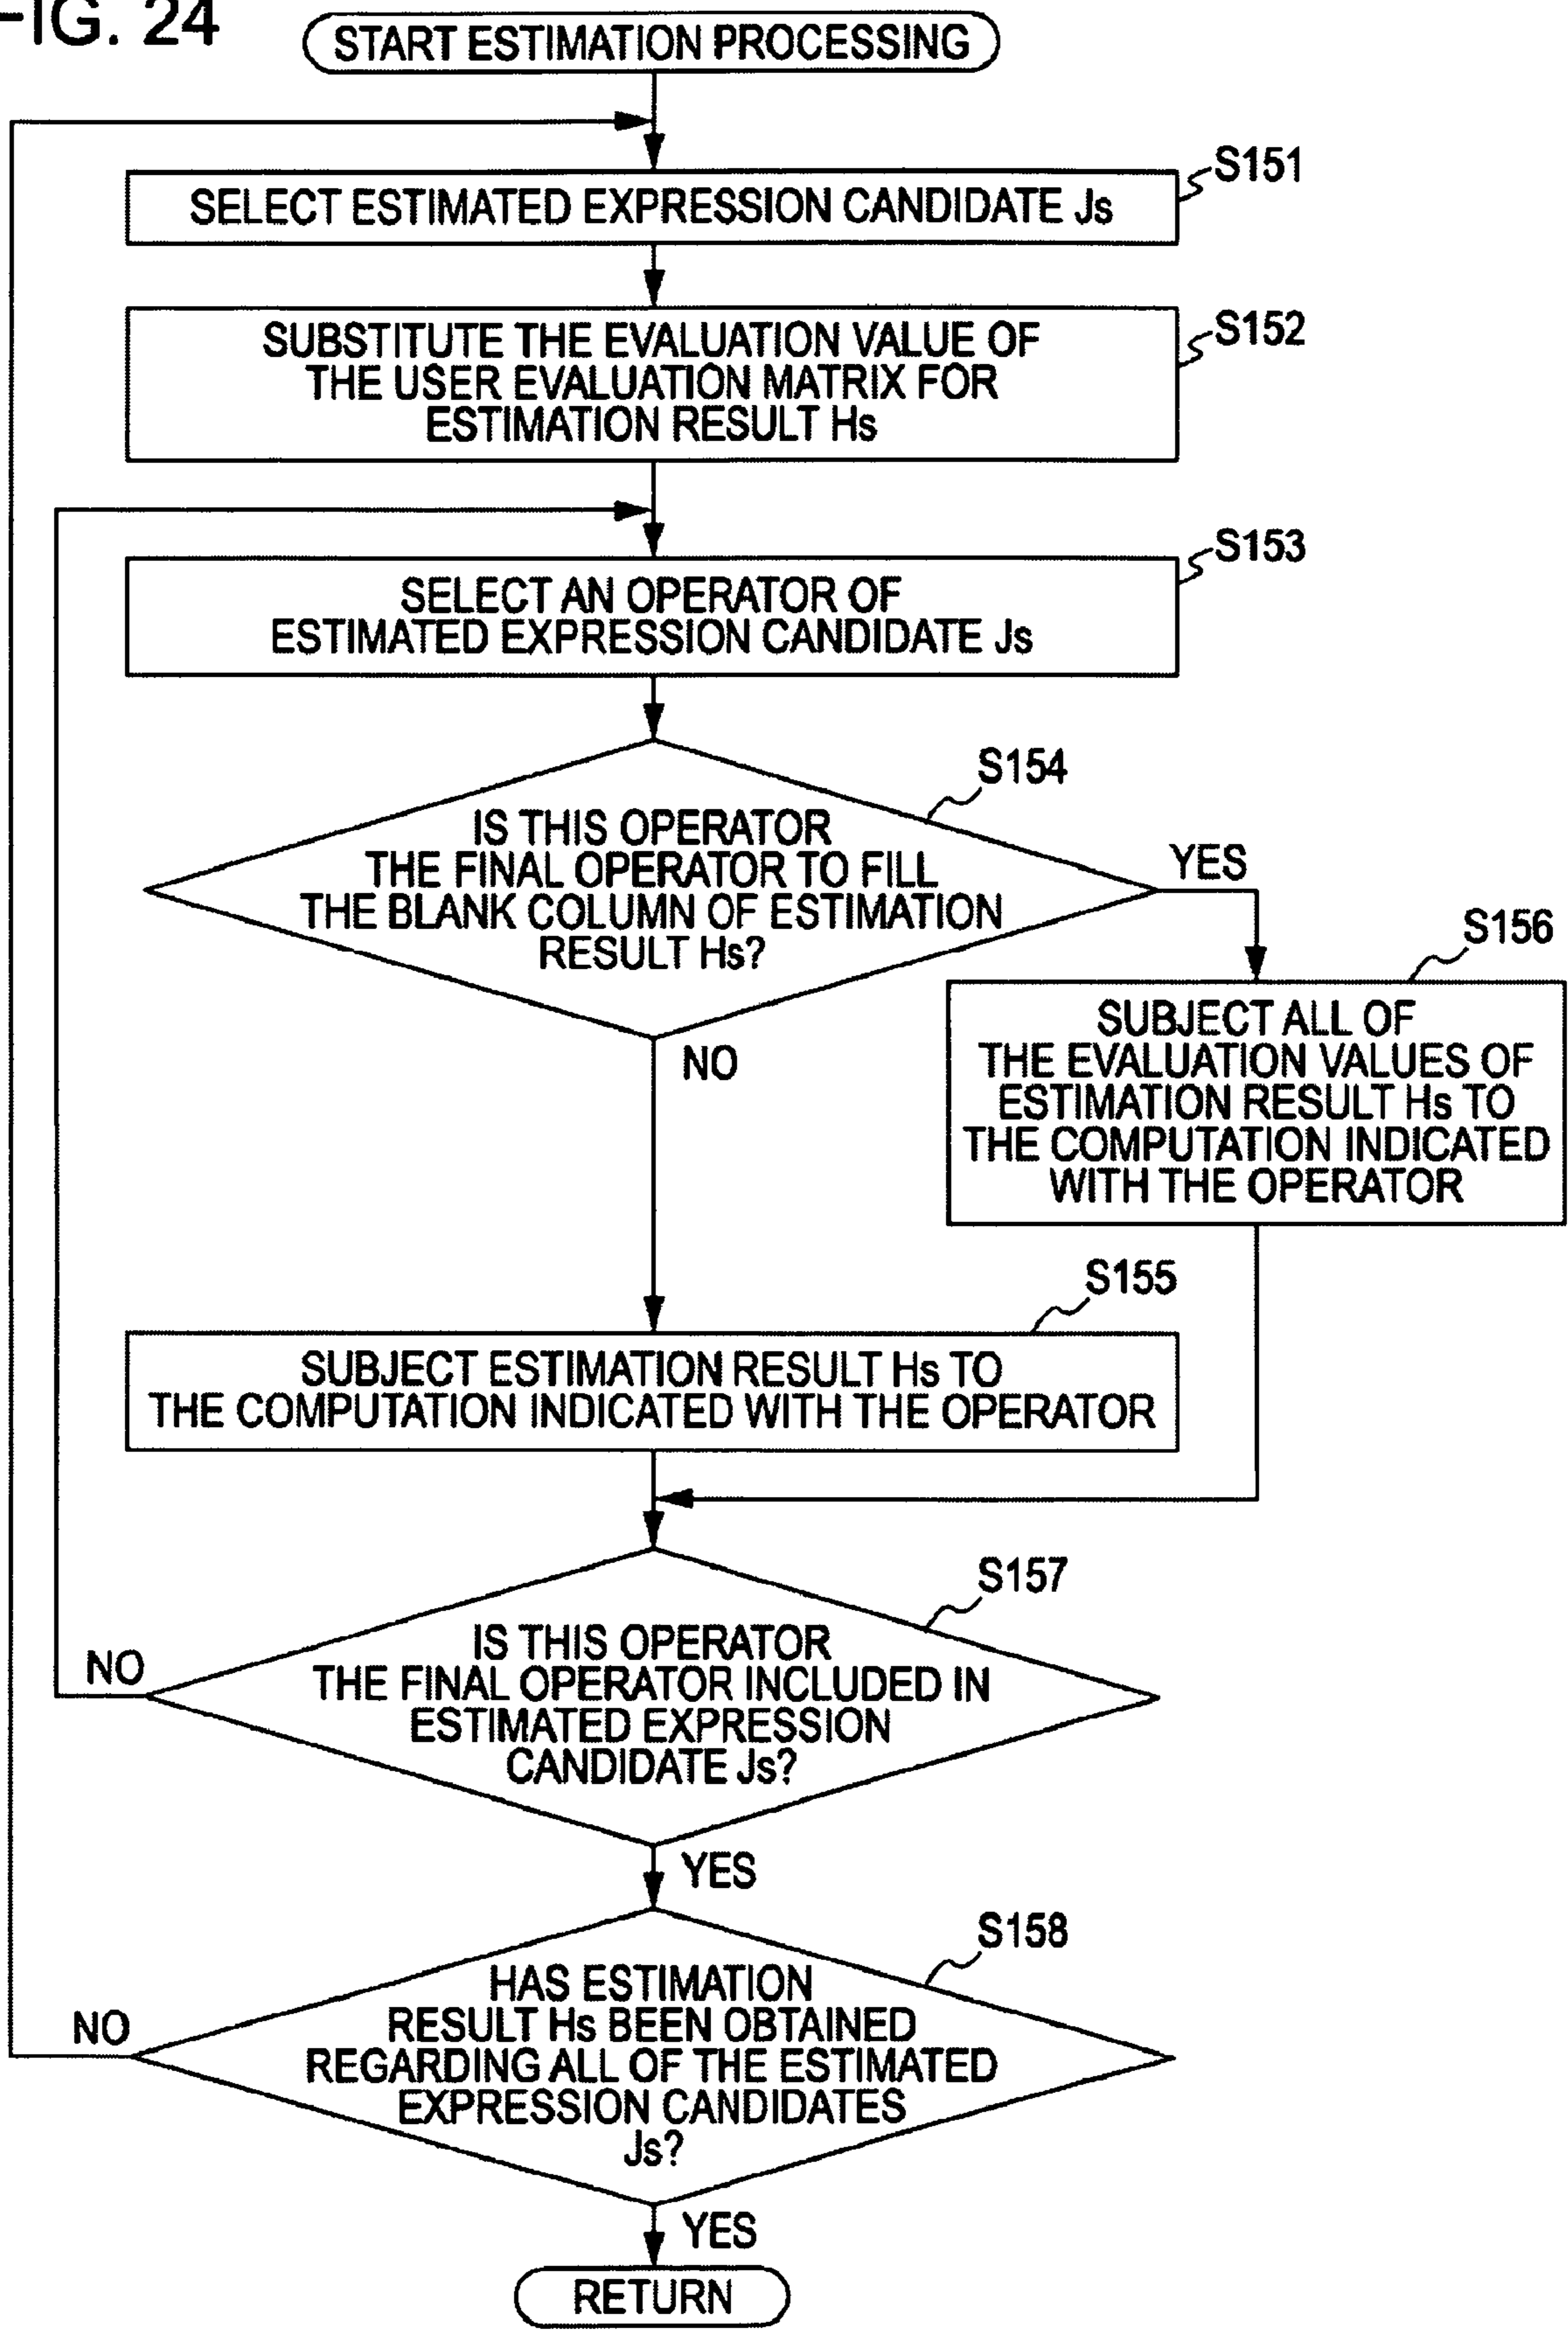 FIG. 24
START ESTIMATION PROCESSING
S151
SELECT ESTIMATED EXPRESSION CANDIDATE Js
S152
SUBSTITUTE THE EVALUATION VALUE OF
THE USER EVALUATION MATRIX FOR
ESTIMATION RESULT Hs
S153
SELECT AN OPERATOR OF
ESTIMATED EXPRESSION CANDIDATE Js
S154
IS THIS OPERATOR
THE FINAL OPERATOR TO FILL
THE BLANK COLUMN OF ESTIMATION
RESULT Hs?
YES
NO
S156
SUBJECT ALL OF
THE EVALUATION VALUES OF
ESTIMATION RESULT Hs TO
THE COMPUTATION INDICATED
WITH THE OPERATOR
S155
SUBJECT ESTIMATION RESULT Hs TO
THE COMPUTATION INDICATED WITH THE OPERATOR
S157
IS THIS OPERATOR
THE FINAL OPERATOR INCLUDED IN
ESTIMATED EXPRESSION
CANDIDATE Js?
NO
YES
S158
HAS ESTIMATION
RESULT Hs BEEN OBTAINED
REGARDING ALL OF THE ESTIMATED
EXPRESSION CANDIDATES
Js?
NO
YES
RETURN